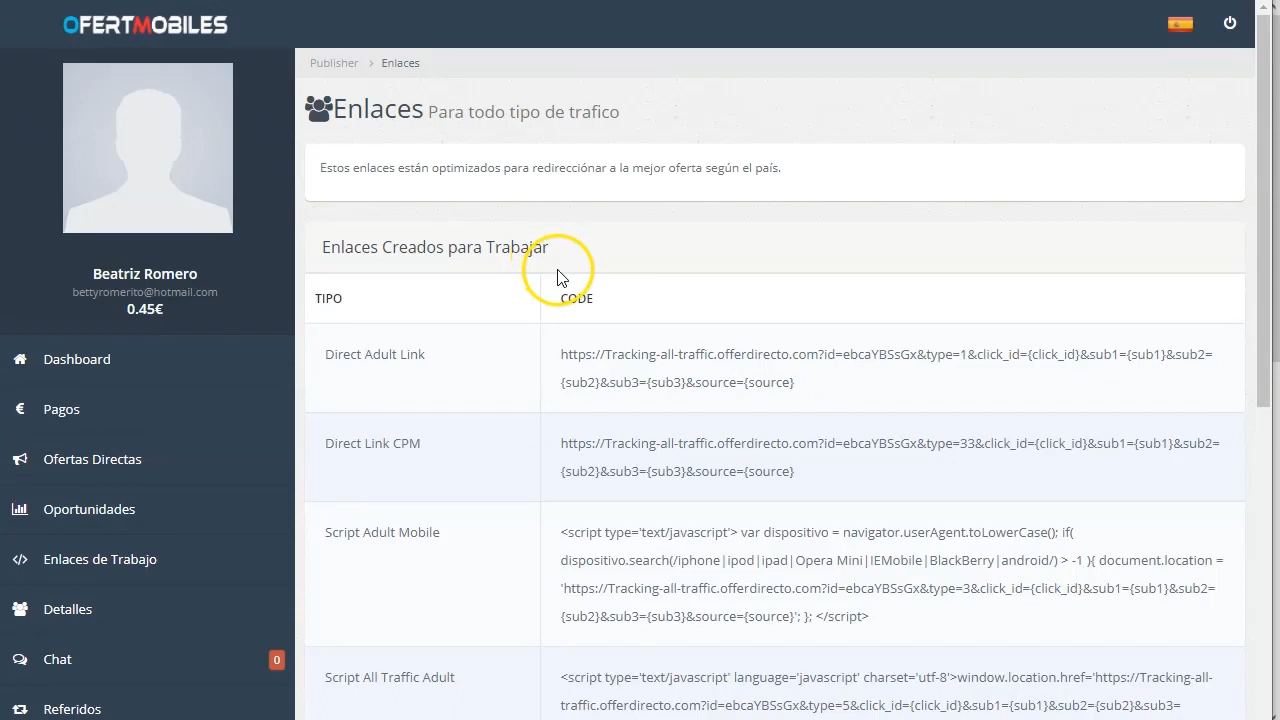 OFERTMOBILES
Publisher > Enlaces
Enlaces Para todo tipo de trafico
Estos enlaces están optimizados para redirecciónar a la mejor oferta según el país.
Beatriz Romero
bettyromerito@hotmail.com
0.45€
Dashboard
€ Pagos
Ofertas Directas
Oportunidades
</> Enlaces de Trabajo
Detalles
Chat 0
Referidos
Enlaces Creados para Trabajar
TIPO CODE
Direct Adult Link
https://Tracking-all-traffic.offerdirecto.com?id=ebcaYBSsGx&type=1&click_id={click_id}&sub1={sub1}&sub2=
{sub2}&sub3={sub3}&source={source}
Direct Link CPM
https://Tracking-all-traffic.offerdirecto.com?id=ebcaYBSsGx&type=33&click_id={click_id}&sub1={sub1}&sub2=
{sub2}&sub3={sub3}&source={source}
Script Adult Mobile
<script type='text/javascript'> var dispositivo = navigator.userAgent.toLowerCase(); if(
dispositivo.search(/iphone|ipod|ipad|Opera Mini|IEMobile|BlackBerry|android/) > -1 ){ document.location =
'https://Tracking-all-traffic.offerdirecto.com?id=ebcaYBSsGx&type=3&click_id={click_id}&sub1={sub1}&sub2=
{sub2}&sub3={sub3}&source={source}'; }; </script>
Script All Traffic Adult
<script type='text/javascript' language='javascript' charset='utf-8'>window.location.href='https://Tracking-all-
traffic.offerdirecto.com?id=ebcaYBSsGx&type=5&click_id={click_id}&sub1={sub1}&sub2={sub2}&sub3=